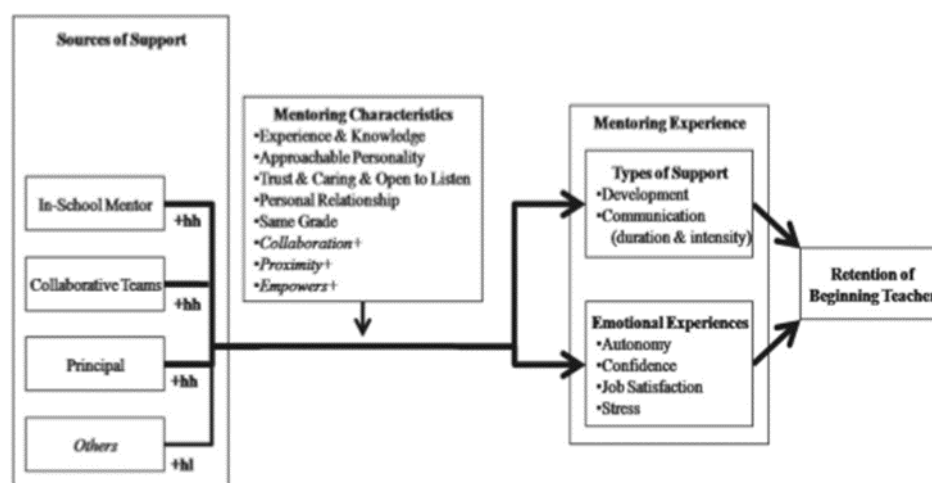 Sources of Support
In-School Mentor
+hh
Collaborative Teams
+hh
Principal
+hh
Others
+hl
Mentoring Characteristics
•Experience & Knowledge
•Approachable Personality
•Trust & Caring & Open to Listen
•Personal Relationship
•Same Grade
•Collaboration+
•Proximity+
•Empowers+
Mentoring Experience
Types of Support
•Development
•Communication
(duration & intensity)
Emotional Experiences
•Autonomy
•Confidence
•Job Satisfaction
•Stress
Retention of
Beginning Teacher